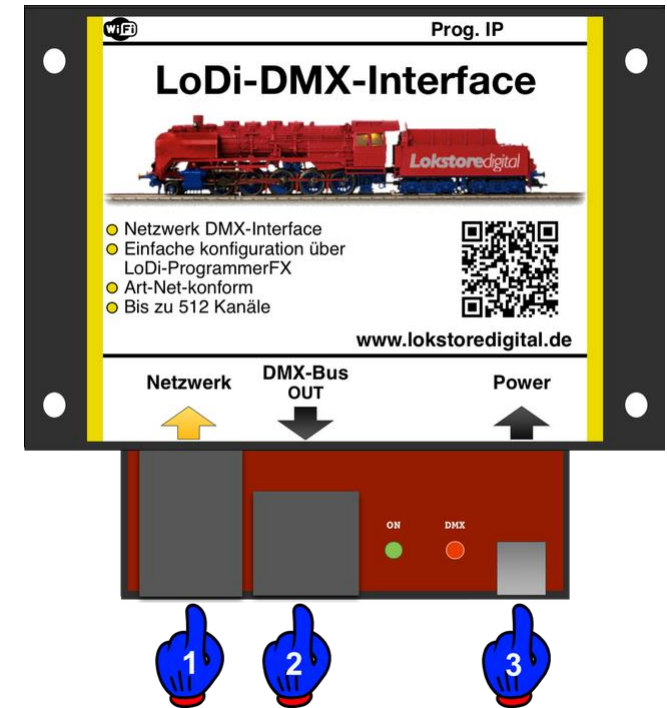 WiFi
Prog. IP
LoDi-DMX-Interface
Lokstoredigital
Netzwerk DMX-Interface
Einfache konfiguration über
LoDi-ProgrammerFX
Art-Net-konform
Bis zu 512 Kanäle
www.lokstoredigital.de
Netzwerk
DMX-Bus
OUT
Power
ON
DMX
1
2
3